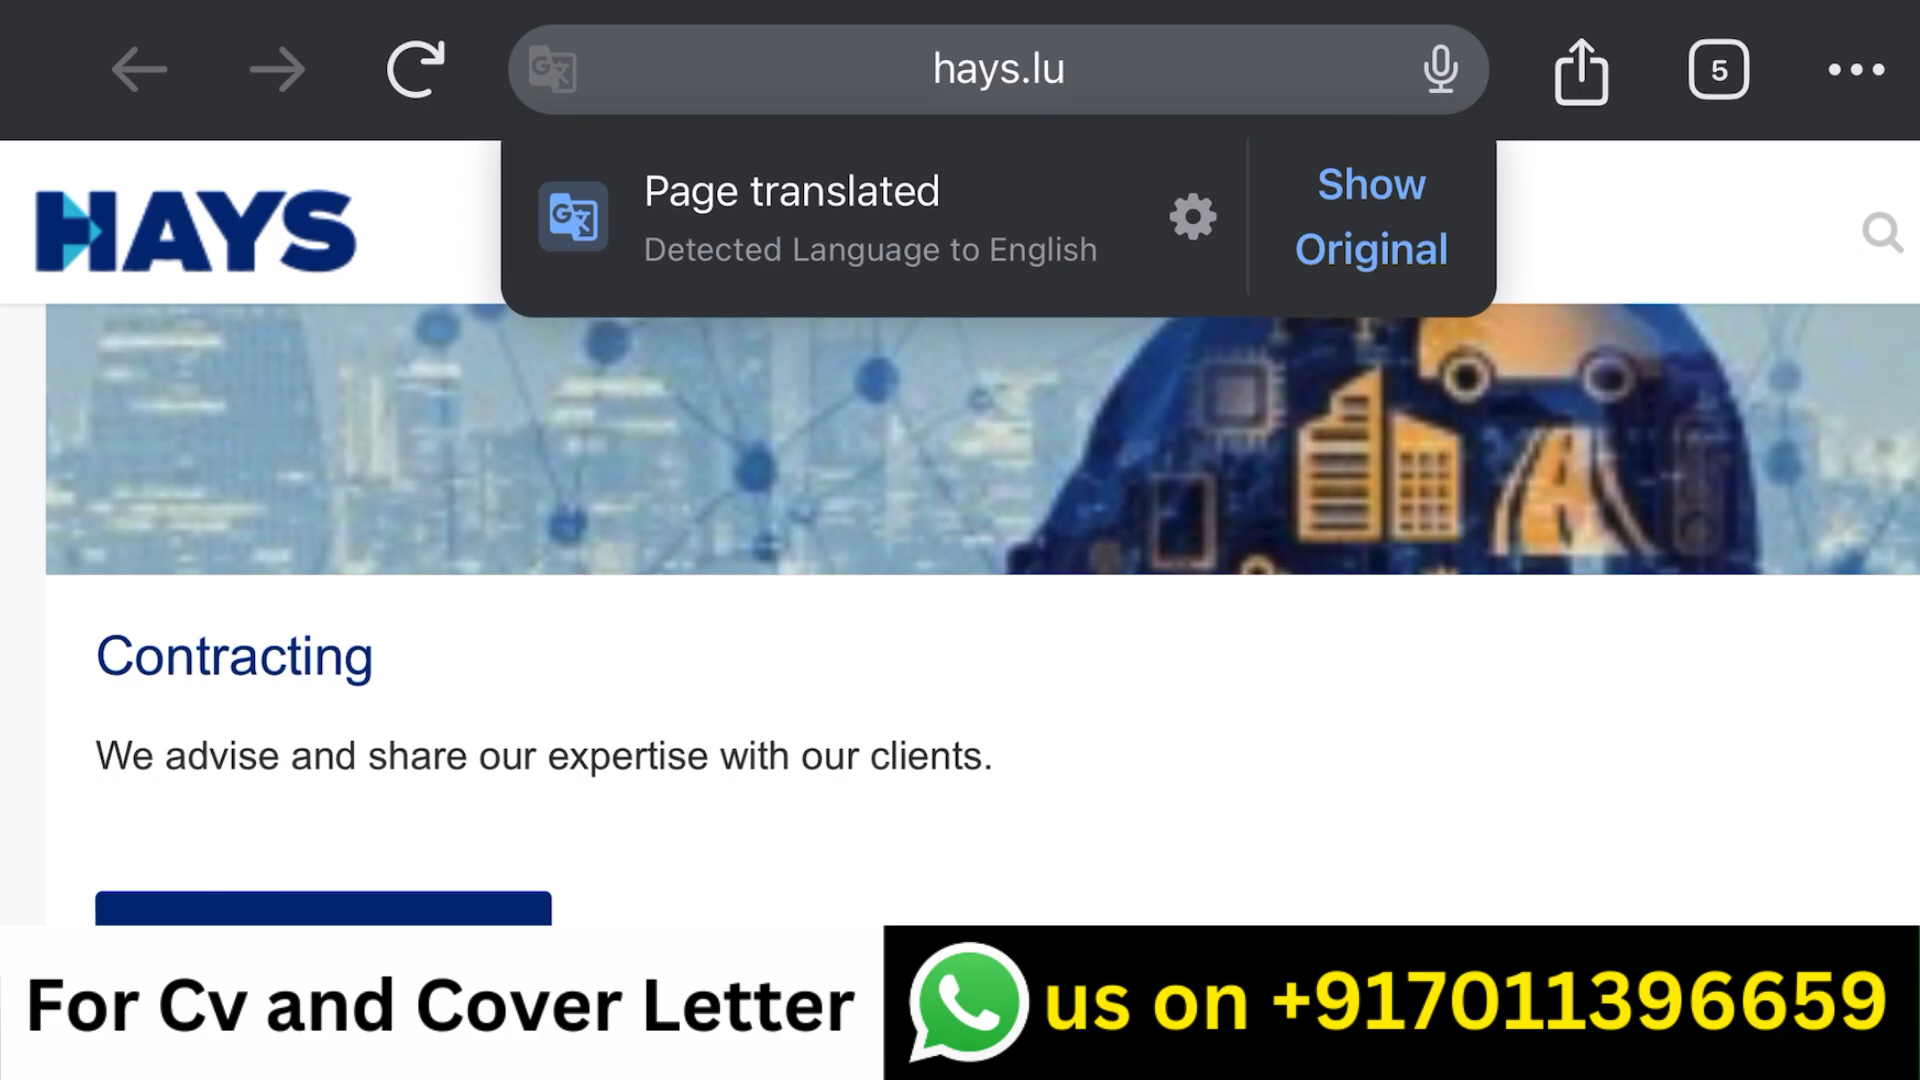 hays.lu
5
Page translated
Detected Language to English
Show
Original
HAYS
Contracting
We advise and share our expertise with our clients.
For Cv and Cover Letter
us on +917011396659